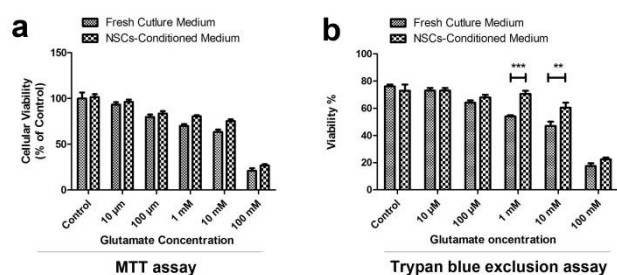 a
Fresh Cutlure Medium
NSCs-Conditioned Medium
Cellular Viability
(% of Control)
150
100
50
0
Control
10 µm
100 µm
1 mM
10 mM
100 mM
Glutamate Concentration
MTT assay
b
Fresh Cuture Medium
NSCs-Conditioned Medium
Viability %
100
80
60
40
20
0
***
**
Control
10 µM
100 µM
1 mM
10 mM
100 mM
Glutamate oncentration
Trypan blue exclusion assay